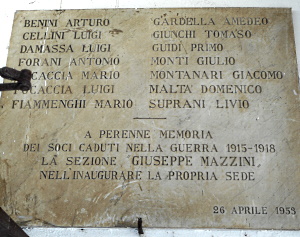 BENINI ARTURO GARDELLA AMEDEO
CELLINI LUIGI GIUNCHI TOMASO
DAMASSA LUIGI GUIDI PRIMO
FORANI ANTONIO MONTI GIULIO
FOCACCIA MARIO MONTANARI GIACOMO
FOCACCIA LUIGI MALTA DOMENICO
FIAMMENGHI MARIO SUPRANI LIVIO
A PERENNE MEMORIA
DEI SOCI CADUTI NELLA GUERRA 1915-1918
LA SEZIONE "GIUSEPPE MAZZINI"
NELL'INAUGURARE LA PROPRIA SEDE
26 APRILE 1958